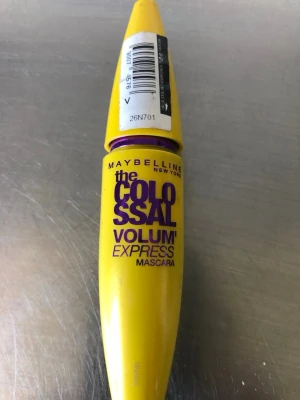 V
26N701
MAYBELLINE
NEW YORK
the
COLO
SSAL
VOLUM'
EXPRESS
MASCARA